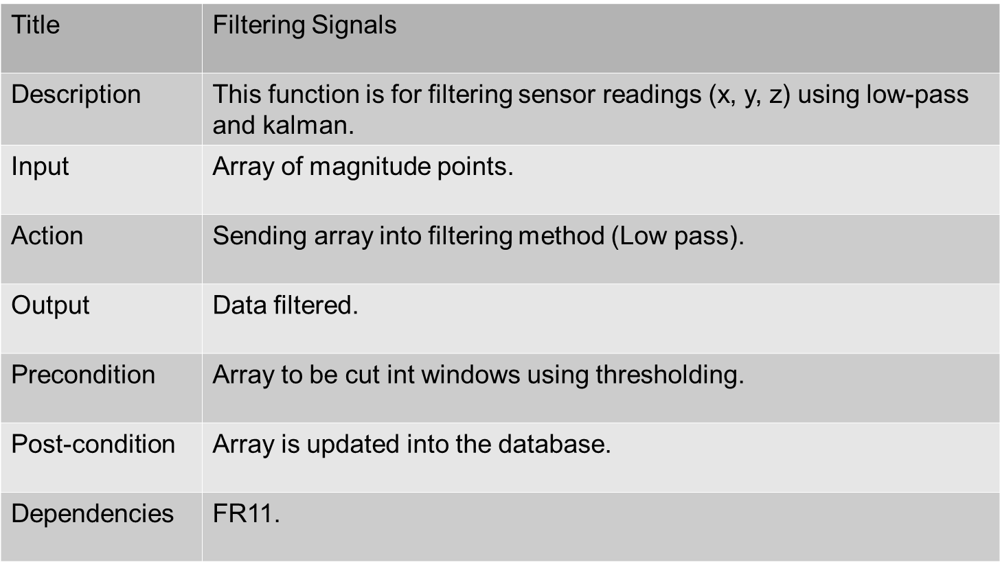 Title
Filtering Signals
Description
This function is for filtering sensor readings (x, y, z) using low-pass
and kalman.
Input
Array of magnitude points.
Action
Sending array into filtering method (Low pass).
Output
Data filtered.
Precondition
Array to be cut int windows using thresholding.
Post-condition
Array is updated into the database.
Dependencies
FR11.